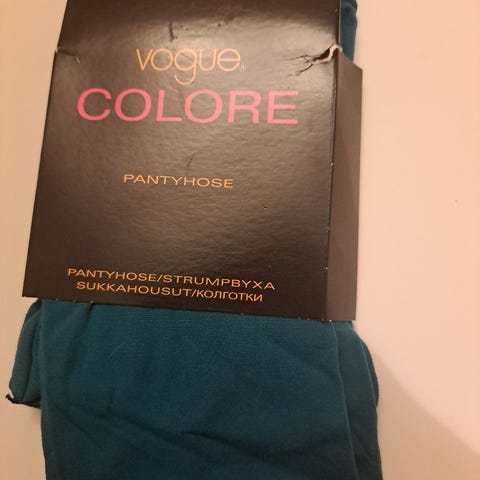 vogue®
COLORE
PANTYHOSE
PANTYHOSE/STRUMPBYXA
SUKKAHOUSUT/КОЛГОТКИ